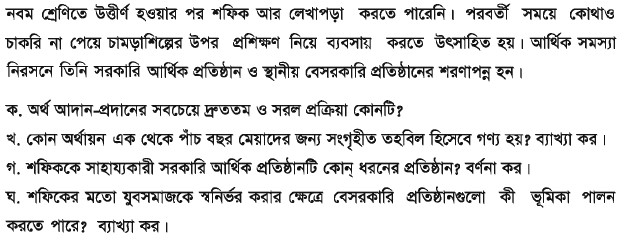 নবম শ্রেণিতে উত্তীর্ণ হওয়ার পর শফিক আর লেখাপড়া করতে পারেনি। পরবর্তী সময়ে কোথাও
চাকরি না পেয়ে চামড়াশিল্পের উপর প্রশিক্ষণ নিয়ে ব্যবসায় করতে উৎসাহিত হয়। আর্থিক সমস্যা
নিরসনে তিনি সরকারি আর্থিক প্রতিষ্ঠান ও স্থানীয় বেসরকারি প্রতিষ্ঠানের শরণাপন্ন হন।
ক. অর্থ আদান-প্রদানের সবচেয়ে দ্রুততম ও সরল প্রক্রিয়া কোনটি?
খ. কোন অর্থায়ন এক থেকে পাঁচ বছর মেয়াদের জন্য সংগৃহীত তহবিল হিসেবে গণ্য হয়? ব্যাখ্যা কর।
গ. শফিককে সাহায্যকারী সরকারি আর্থিক প্রতিষ্ঠানটি কোন্ ধরনের প্রতিষ্ঠান? বর্ণনা কর।
ঘ. শফিকের মতো যুবসমাজকে স্বনির্ভর করার ক্ষেত্রে বেসরকারি প্রতিষ্ঠানগুলো কী ভূমিকা পালন
করতে পারে? ব্যাখ্যা কর।